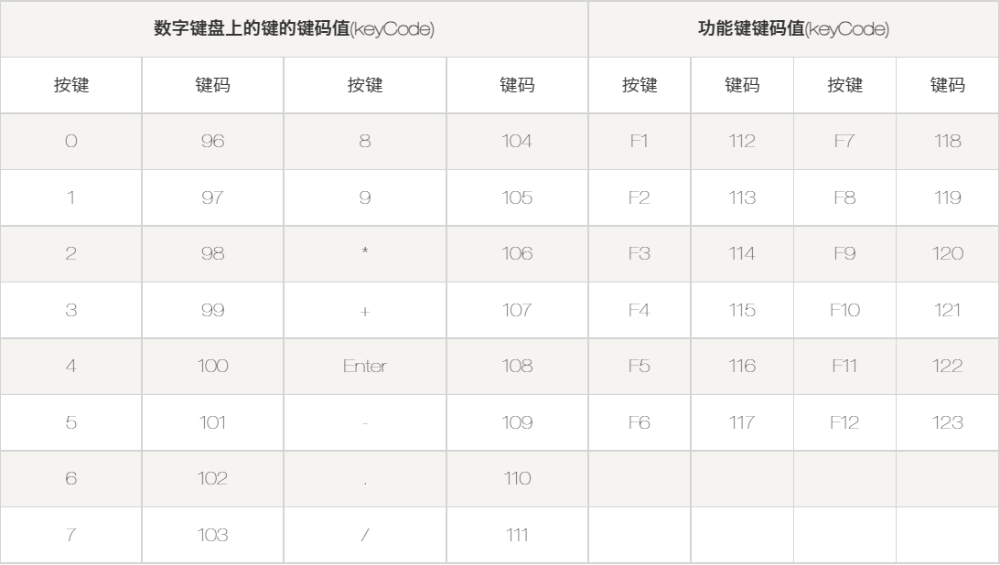 数字键盘上的键的键码值(keyCode) 功能键键码值(keyCode)
按键 键码 按键 键码 按键 键码 按键 键码
0 96 8 104 F1 112 F7 118
1 97 9 105 F2 113 F8 119
2 98 * 106 F3 114 F9 120
3 99 + 107 F4 115 F10 121
4 100 Enter 108 F5 116 F11 122
5 101 - 109 F6 117 F12 123
6 102 . 110
7 103 / 111